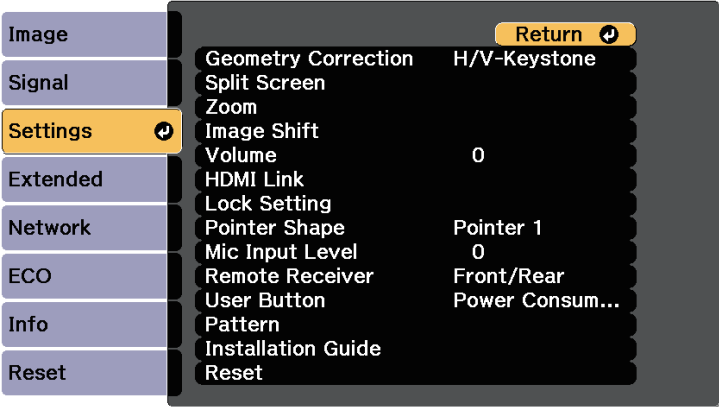 Image
Signal
Settings
Extended
Network
ECO
Info
Reset
Return
Geometry Correction H/V-Keystone
Split Screen
Zoom
Image Shift
Volume 0
HDMI Link
Lock Setting
Pointer Shape Pointer 1
Mic Input Level 0
Remote Receiver Front/Rear
User Button Power Consum...
Pattern
Installation Guide
Reset